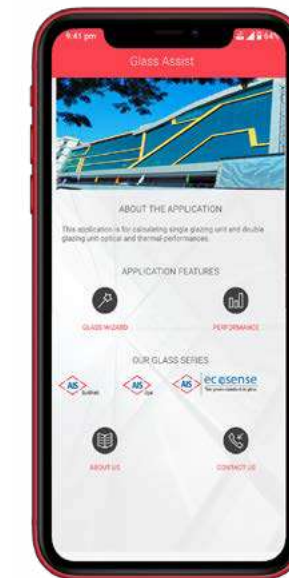 9:41 pm 64%
Glass Assist
ABOUT THE APPLICATION
This application is for calculating single glazing unit and double
glazing unit optical and thermal performances.
APPLICATION FEATURES
GLASS WIZARD PERFORMANCE
OUR GLASS SERIES
AIS AIS AIS ecosense
ABOUT US CONTACT US